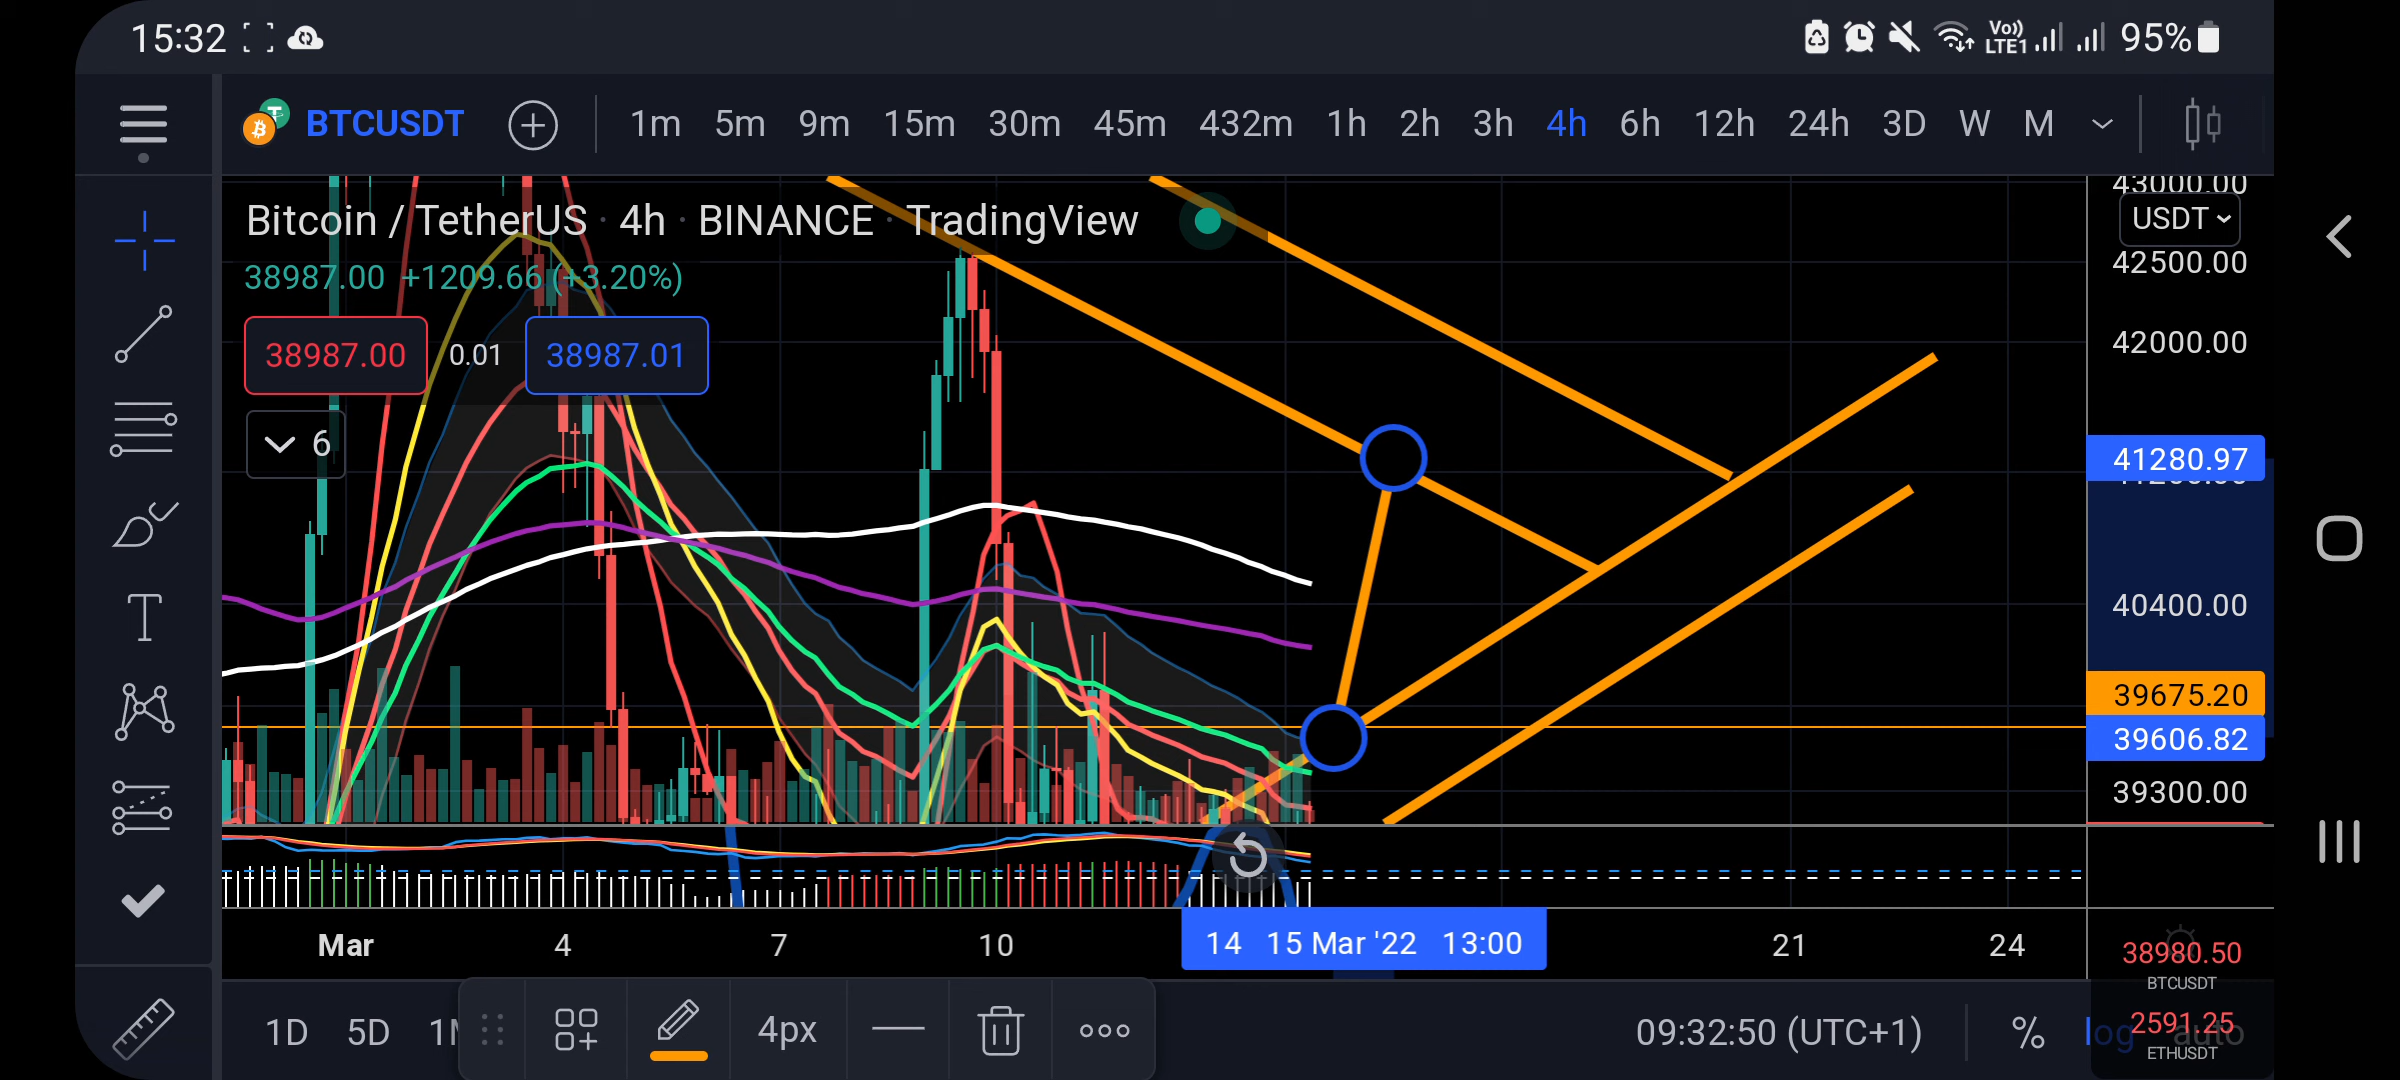 15:32 Vo)) LTE1 95%
BTCUSDT 1m 5m 9m 15m 30m 45m 432m 1h 2h 3h 4h 6h 12h 24h 3D W M
Bitcoin / TetherUS · 4h · BINANCE · TradingView
43000.00
USDT
42500.00
38987.00 +1209.66 (+3.20%)
42000.00
38987.00 0.01 38987.01
6
41280.97
40400.00
39675.20
39606.82
39300.00
Mar 4 7 10 14 15 Mar '22 13:00 21 24
38980.50
BTCUSDT
2591.25
ETHUSDT
1D 5D 4px 09:32:50 (UTC+1) % log auto